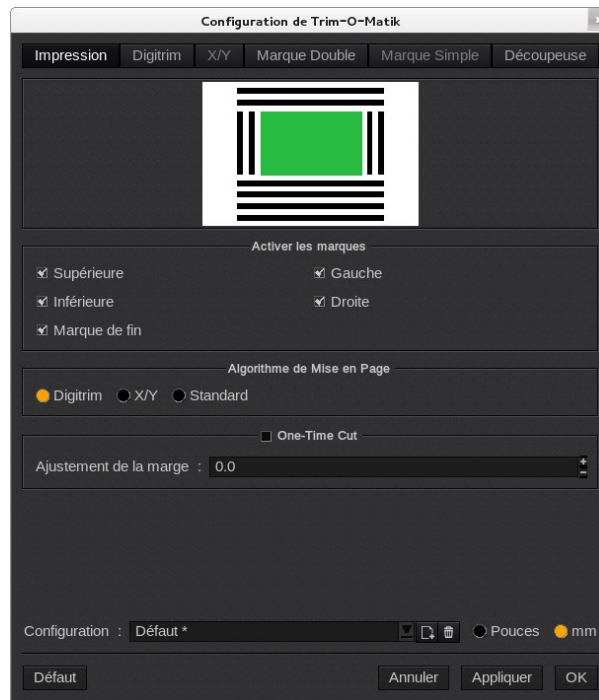 Configuration de Trim-O-Matik
Impression Digitrim X/Y Marque Double Marque Simple Découpeuse
Activer les marques
Supérieure Gauche
Inférieure Droite
Marque de fin
Algorithme de Mise en Page
Digitrim X/Y Standard
One-Time Cut
Ajustement de la marge : 0.0
Configuration : Défaut * Pouces mm
Défaut Annuler Appliquer OK